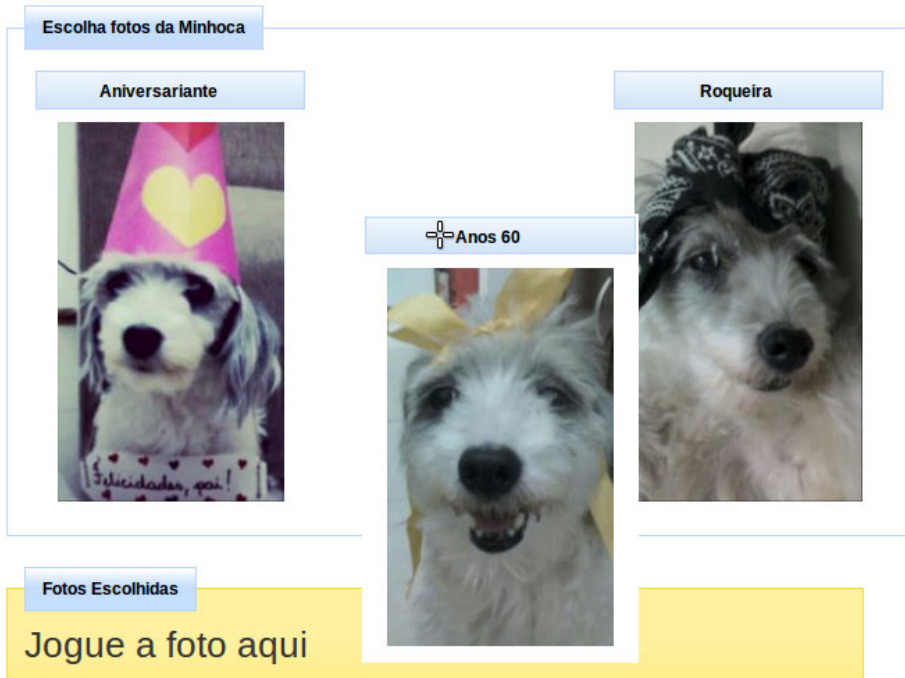 Escolha fotos da Minhoca
Aniversariante
Roqueira
Anos 60
Felicidades, pai!
Fotos Escolhidas
Jogue a foto aqui